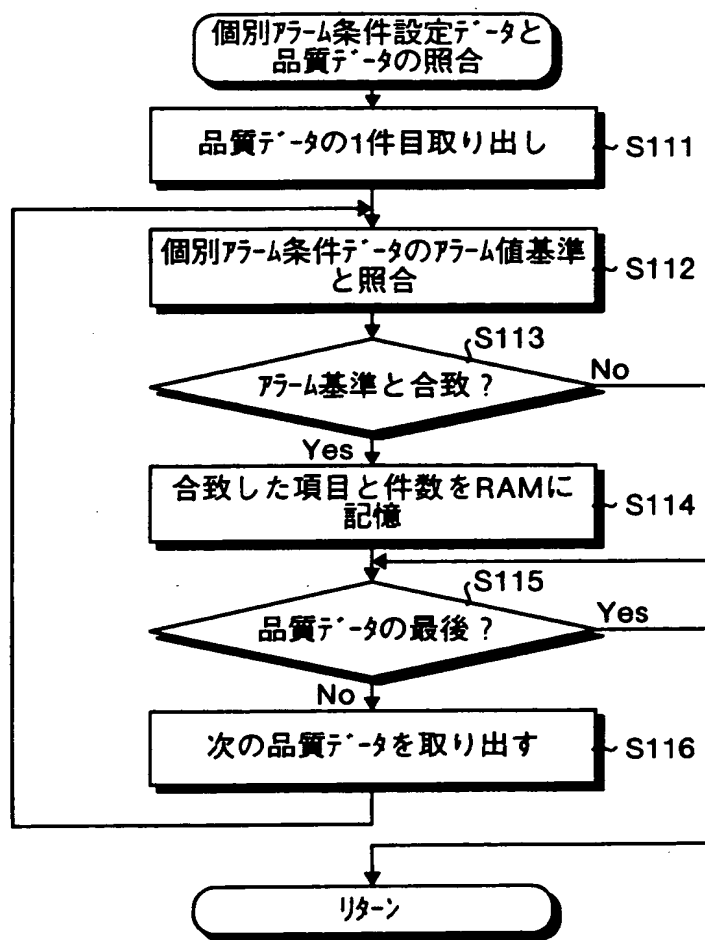 個別ｱﾗｰﾑ条件設定ﾃﾞｰﾀと
品質ﾃﾞｰﾀの照合
品質ﾃﾞｰﾀの1件目取り出し
S111
個別ｱﾗｰﾑ条件ﾃﾞｰﾀのｱﾗｰﾑ値基準
と照合
S112
S113
ｱﾗｰﾑ基準と合致？
No
Yes
合致した項目と件数をRAMに
記憶
S114
S115
品質ﾃﾞｰﾀの最後？
Yes
No
次の品質ﾃﾞｰﾀを取り出す
S116
ﾘﾀｰﾝ